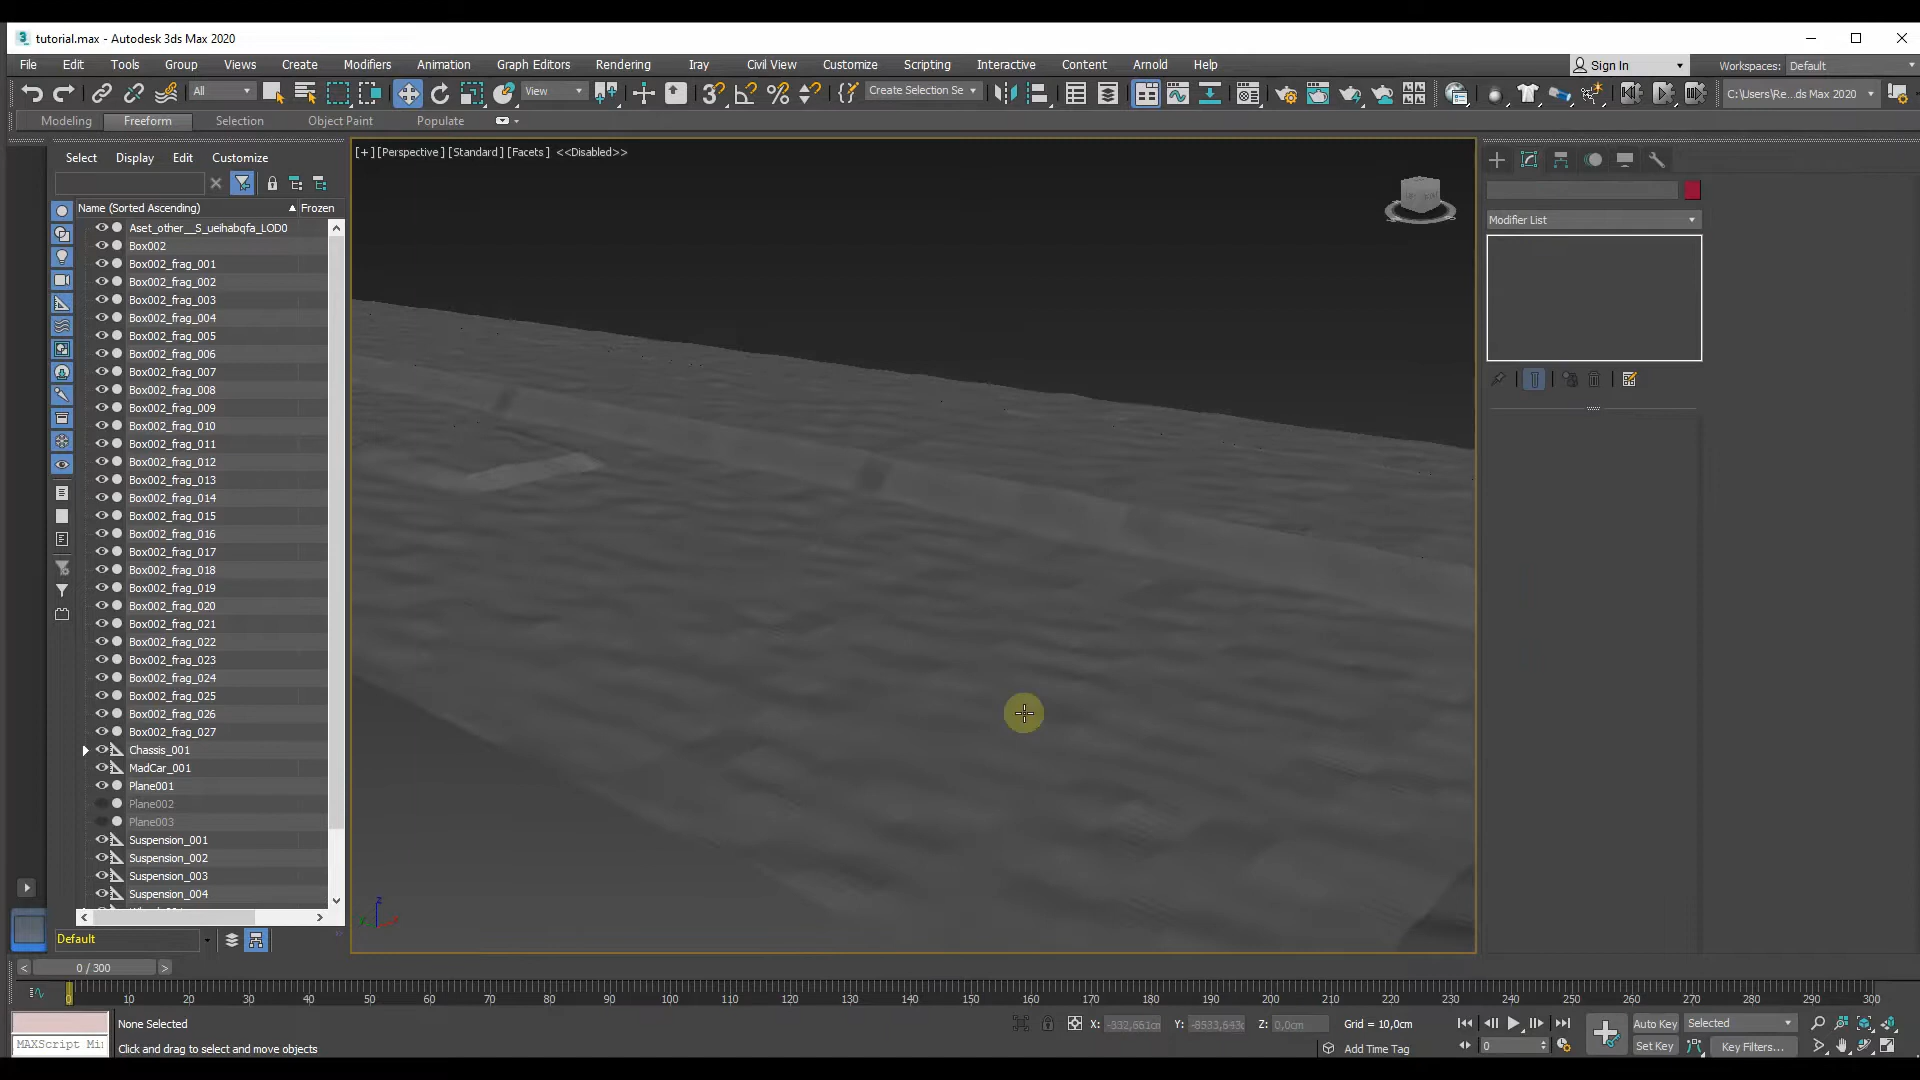 tutorial.max - Autodesk 3ds Max 2020
File Edit Tools Group Views Create Modifiers Animation Graph Editors Rendering Iray Civil View Customize Scripting Interactive Content Arnold Help Sign In Workspaces: Default
All View Create Selection Se C:\Users\Re...ds Max 2020
Modeling Freeform Selection Object Paint Populate
Select Display Edit Customize
[+] [Perspective] [Standard] [Facets] <<Disabled>>
Name (Sorted Ascending) Frozen
Modifier List
Aset_other__S_ueihabqfa_LOD0
Box002
Box002_frag_001
Box002_frag_002
Box002_frag_003
Box002_frag_004
Box002_frag_005
Box002_frag_006
Box002_frag_007
Box002_frag_008
Box002_frag_009
Box002_frag_010
Box002_frag_011
Box002_frag_012
Box002_frag_013
Box002_frag_014
Box002_frag_015
Box002_frag_016
Box002_frag_017
Box002_frag_018
Box002_frag_019
Box002_frag_020
Box002_frag_021
Box002_frag_022
Box002_frag_023
Box002_frag_024
Box002_frag_025
Box002_frag_026
Box002_frag_027
Chassis_001
MadCar_001
Plane001
Plane002
Plane003
Suspension_001
Suspension_002
Suspension_003
Suspension_004
Default
0 / 300
0 10 20 30 40 50 60 70 80 90 100 110 120 130 140 150 160 170 180 190 200 210 220 230 240 250 260 270 280 290 300
None Selected X: -332,661cm Y: -8533,643c Z: 0,0cm Grid = 10,0cm Auto Key Selected
MAXScript Mi Click and drag to select and move objects Add Time Tag 0 Set Key Key Filters...